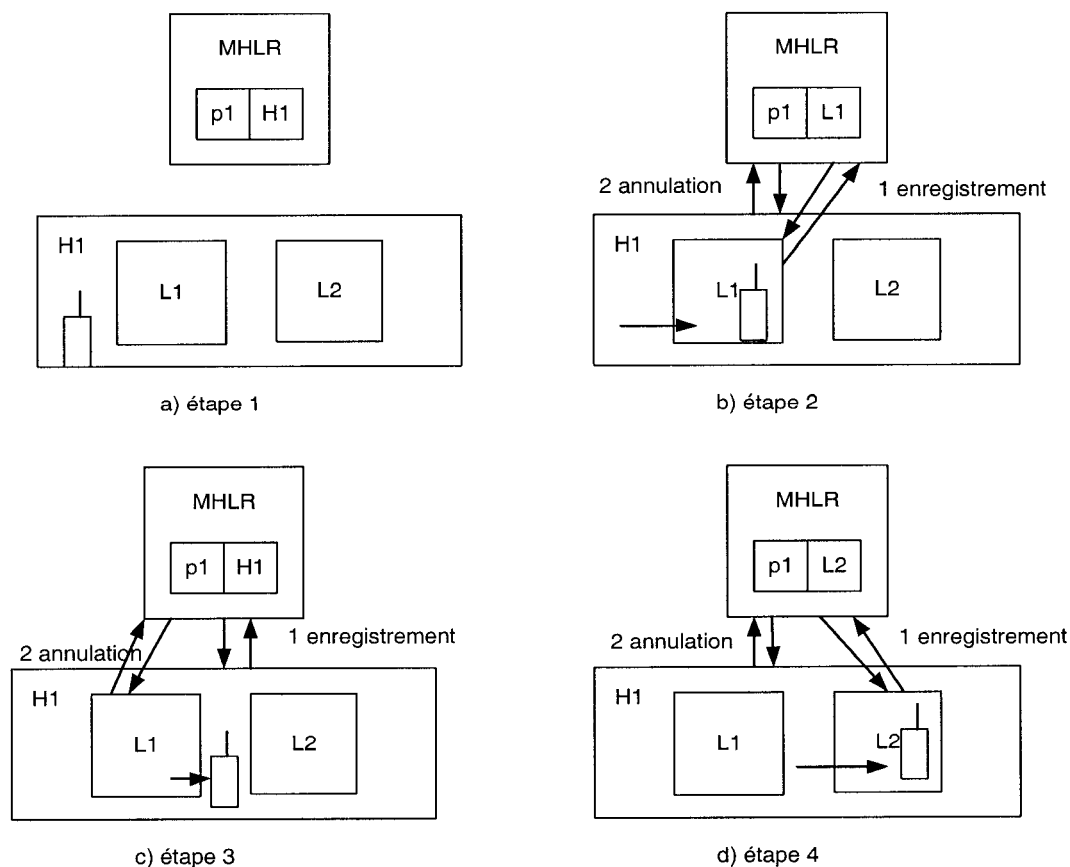 MHLR
p1 H1
H1
L1
L2
a) étape 1
MHLR
p1 L1
2 annulation
1 enregistrement
H1
L1
L2
b) étape 2
MHLR
p1 H1
2 annulation
1 enregistrement
H1
L1
L2
c) étape 3
MHLR
p1 L2
2 annulation
1 enregistrement
H1
L1
L2
d) étape 4